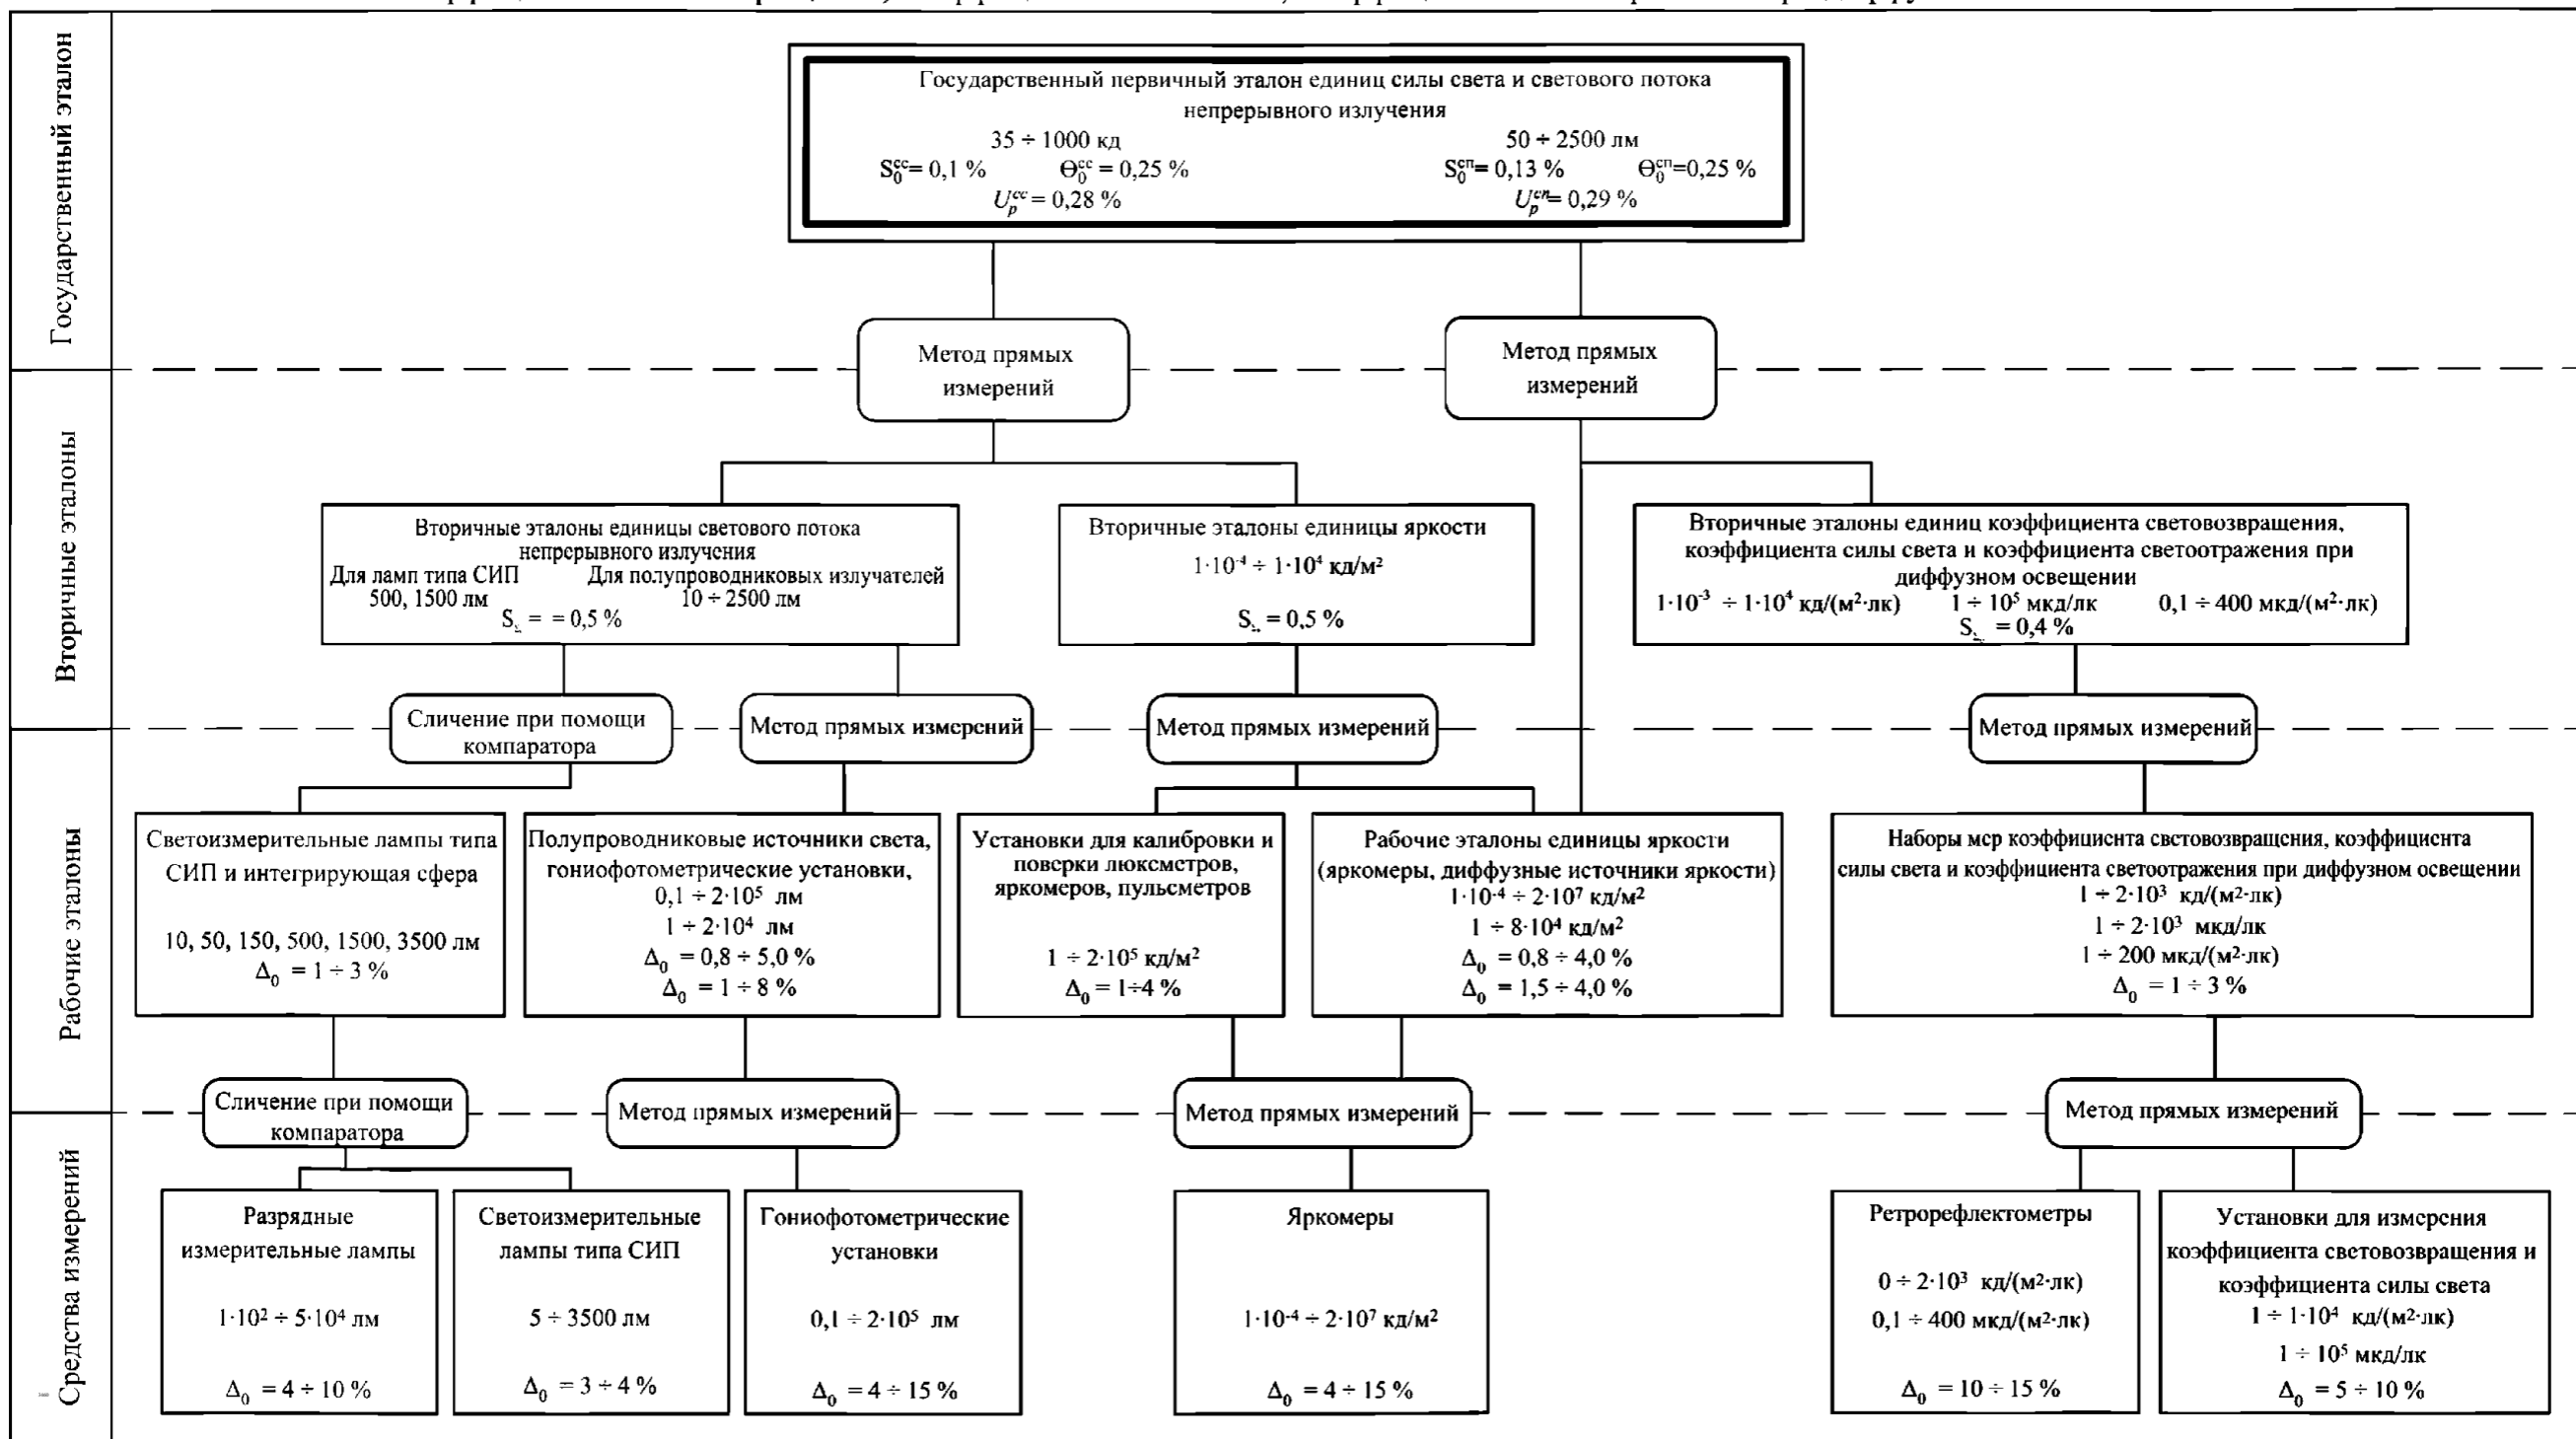 Государственный эталон
Государственный первичный эталон единиц силы света и светового потока
непрерывного излучения
35 ÷ 1000 кд
50 ÷ 2500 лм
S₀ᶜᶜ= 0,1 %
Ɵ₀ᶜᶜ = 0,25 %
S₀ᶜⁿ= 0,13 %
Ɵ₀ᶜⁿ=0,25 %
Uₚᶜᶜ = 0,28 %
Uₚᶜⁿ= 0,29 %
Метод прямых
измерений
Метод прямых
измерений
Вторичные эталоны
Вторичные эталоны единицы светового потока
непрерывного излучения
Для ламп типа СИП
Для полупроводниковых излучателей
500, 1500 лм
10 ÷ 2500 лм
S = = 0,5 %
Вторичные эталоны единицы яркости
1·10⁻⁴ ÷ 1·10⁴ кд/м²
S = 0,5 %
Вторичные эталоны единиц коэффициента световозвращения,
коэффициента силы света и коэффициента светоотражения при
диффузном освещении
1·10⁻³ ÷ 1·10⁴ кд/(м²·лк)
1 ÷ 10⁵ мкд/лк
0,1 ÷ 400 мкд/(м²·лк)
S = 0,4 %
Сличение при помощи
компаратора
Метод прямых измерений
Метод прямых измерений
Метод прямых измерений
Рабочие эталоны
Светоизмерительные лампы типа
СИП и интегрирующая сфера
10, 50, 150, 500, 1500, 3500 лм
Δ₀ = 1 ÷ 3 %
Полупроводниковые источники света,
гониофотометрические установки,
0,1 ÷ 2·10⁵ лм
1 ÷ 2·10⁴ лм
Δ₀ = 0,8 ÷ 5,0 %
Δ₀ = 1 ÷ 8 %
Установки для калибровки и
поверки люксметров,
яркомеров, пульсметров
1 ÷ 2·10⁵ кд/м²
Δ₀ = 1÷4 %
Рабочие эталоны единицы яркости
(яркомеры, диффузные источники яркости)
1·10⁻⁴ ÷ 2·10⁷ кд/м²
1 ÷ 8·10⁴ кд/м²
Δ₀ = 0,8 ÷ 4,0 %
Δ₀ = 1,5 ÷ 4,0 %
Наборы мер коэффициента световозвращения, коэффициента
силы света и коэффициента светоотражения при диффузном освещении
1 ÷ 2·10³ кд/(м²·лк)
1 ÷ 2·10³ мкд/лк
1 ÷ 200 мкд/(м²·лк)
Δ₀ = 1 ÷ 3 %
Сличение при помощи
компаратора
Метод прямых измерений
Метод прямых измерений
Метод прямых измерений
Средства измерений
Разрядные
измерительные лампы
1·10² ÷ 5·10⁴ лм
Δ₀ = 4 ÷ 10 %
Светоизмерительные
лампы типа СИП
5 ÷ 3500 лм
Δ₀ = 3 ÷ 4 %
Гониофотометрические
установки
0,1 ÷ 2·10⁵ лм
Δ₀ = 4 ÷ 15 %
Яркомеры
1·10⁻⁴ ÷ 2·10⁷ кд/м²
Δ₀ = 4 ÷ 15 %
Ретрорефлектометры
0 ÷ 2·10³ кд/(м²·лк)
0,1 ÷ 400 мкд/(м²·лк)
Δ₀ = 10 ÷ 15 %
Установки для измерения
коэффициента световозвращения и
коэффициента силы света
1 ÷ 1·10⁴ кд/(м²·лк)
1 ÷ 10⁵ мкд/лк
Δ₀ = 5 ÷ 10 %